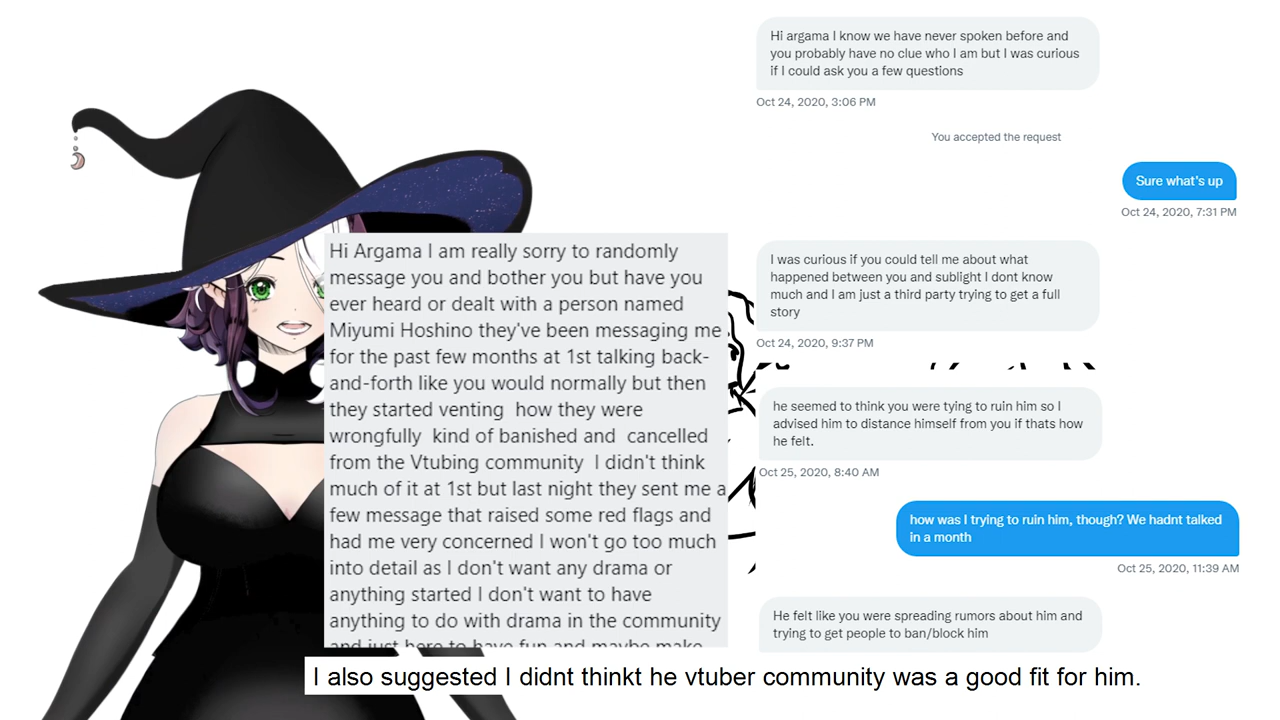 Hi Argama I am really sorry to randomly
message you and bother you but have you
ever heard or dealt with a person named
Miyumi Hoshino they've been messaging me
for the past few months at 1st talking back-
and-forth like you would normally but then
they started venting how they were
wrongfully kind of banished and cancelled
from the Vtubing community I didn't think
much of it at 1st but last night they sent me a
few message that raised some red flags and
had me very concerned I won't go too much
into detail as I don't want any drama or
anything started I don't want to have
anything to do with drama in the community
and just here to have fun and maybe make
Hi argama I know we have never spoken before and
you probably have no clue who I am but I was curious
if I could ask you a few questions
Oct 24, 2020, 3:06 PM
You accepted the request
Sure what's up
Oct 24, 2020, 7:31 PM
I was curious if you could tell me about what
happened between you and sublight I dont know
much and I am just a third party trying to get a full
story
Oct 24, 2020, 9:37 PM
he seemed to think you were tying to ruin him so I
advised him to distance himself from you if thats how
he felt.
Oct 25, 2020, 8:40 AM
how was I trying to ruin him, though? We hadnt talked
in a month
Oct 25, 2020, 11:39 AM
He felt like you were spreading rumors about him and
trying to get people to ban/block him
I also suggested I didnt thinkt he vtuber community was a good fit for him.